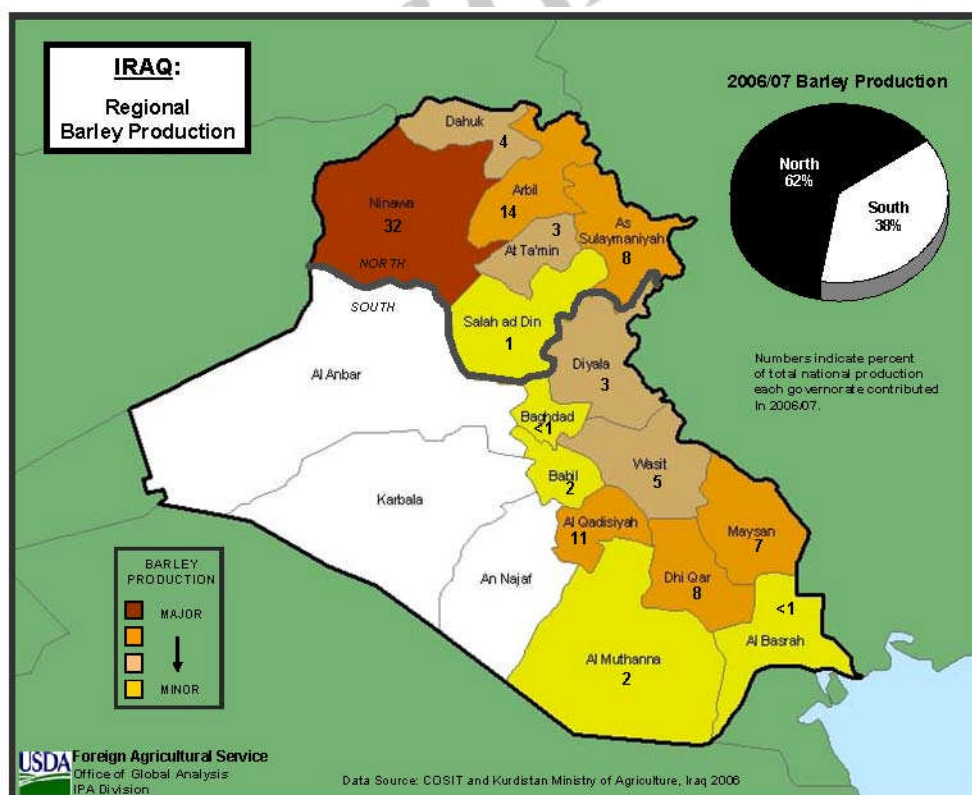 IRAQ:
Regional
Barley Production
2006/07 Barley Production
North
62%
South
38%
Numbers indicate percent
of total national production
each governorate contributed
In 2006/07.
Dahuk
4
Ninawa
32
Arbil
14
As
Sulaymaniyah
8
3
At Ta'min
NORTH
SOUTH
Salah ad Din
1
Al Anbar
Diyala
3
Baghdad
<1
Babil
2
Wasit
5
Karbala
Al Qadisiyah
11
Maysan
7
An Najaf
Dhi Qar
8
<1
Al Basrah
Al Muthanna
2
BARLEY
PRODUCTION
MAJOR
MINOR
USDA
Foreign Agricultural Service
Office of Global Analysis
IPA Division
Data Source: COSIT and Kurdistan Ministry of Agriculture, Iraq 2006